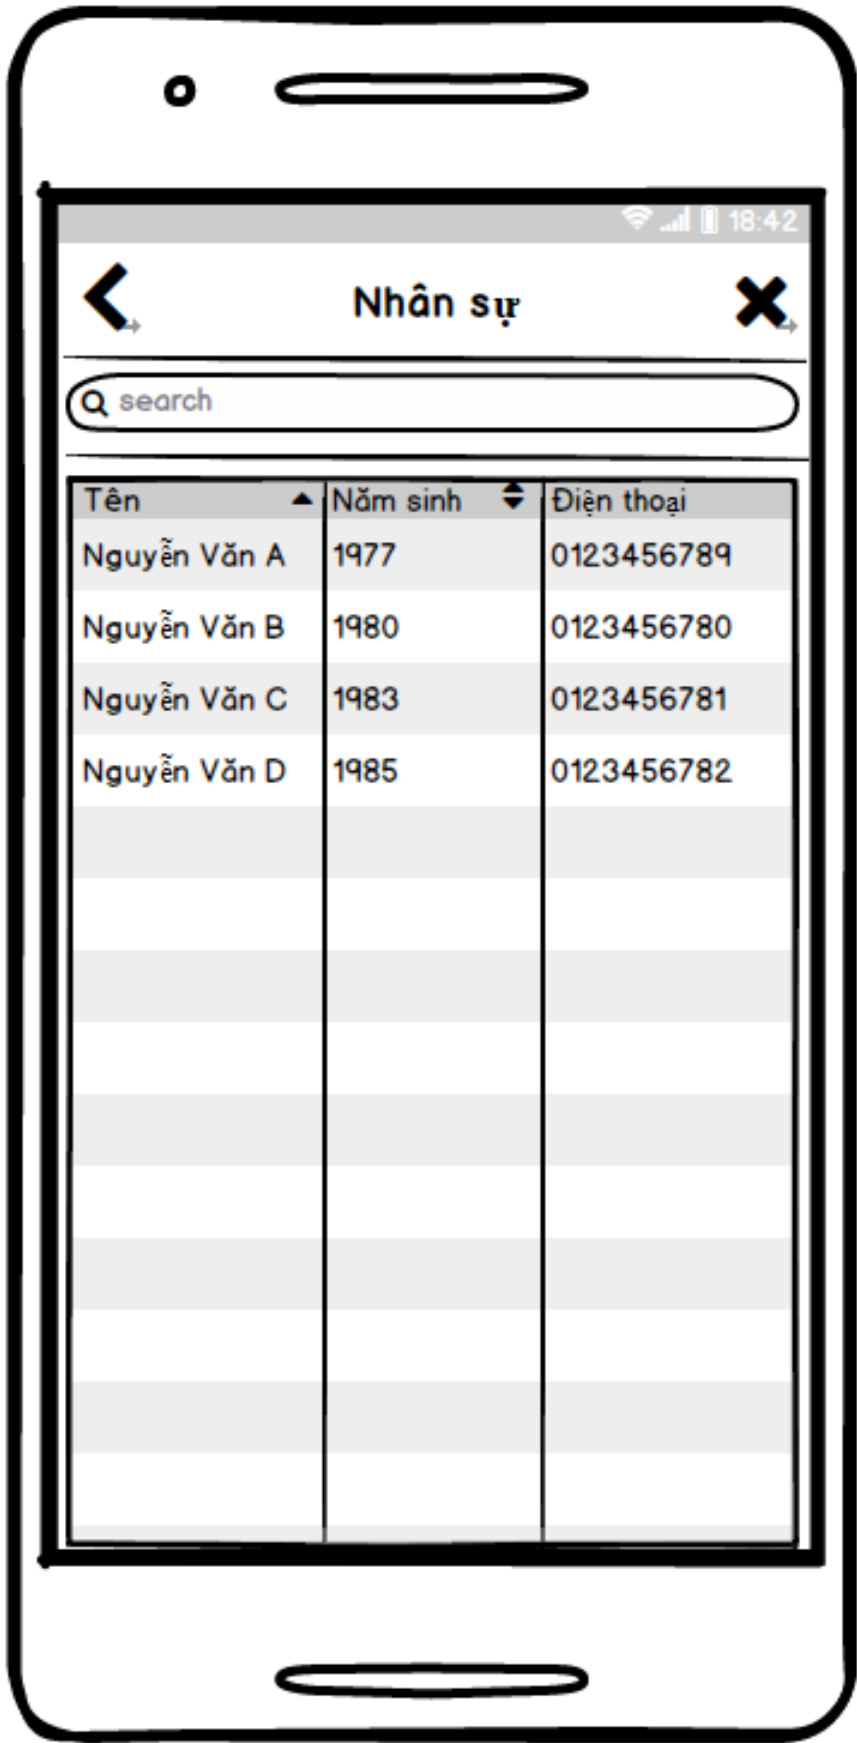 18:42
Nhân sự
search
Tên Năm sinh Điện thoại
Nguyễn Văn A 1977 0123456789
Nguyễn Văn B 1980 0123456780
Nguyễn Văn C 1983 0123456781
Nguyễn Văn D 1985 0123456782